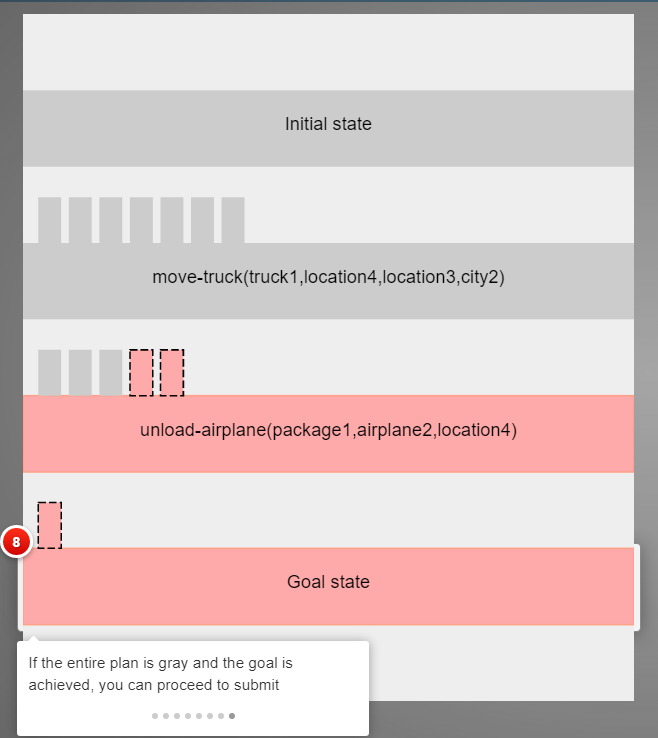 Initial state
move-truck(truck1,location4,location3,city2)
unload-airplane(package1,airplane2,location4)
8
Goal state
If the entire plan is gray and the goal is
achieved, you can proceed to submit